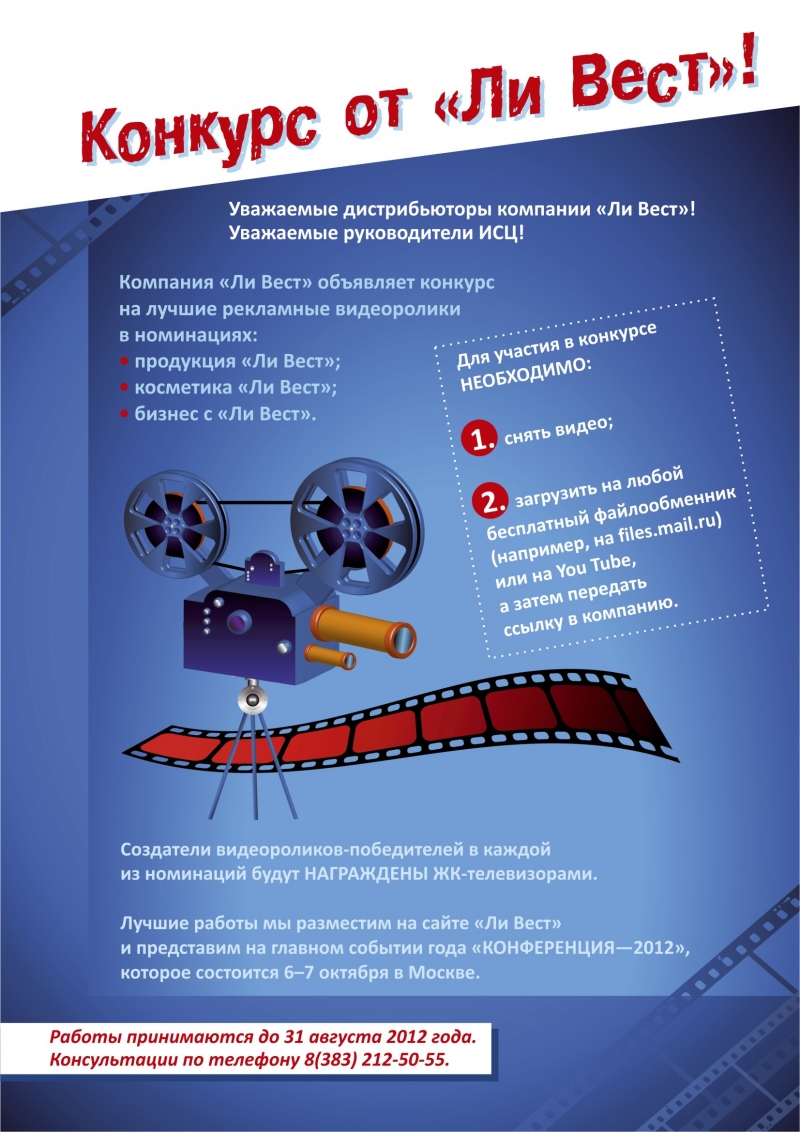 Конкурс от «Ли Вест»!
Уважаемые дистрибьюторы компании «Ли Вест»!
Уважаемые руководители ИСЦ!
Компания «Ли Вест» объявляет конкурс
на лучшие рекламные видеоролики
в номинациях:
• продукция «Ли Вест»;
• косметика «Ли Вест»;
• бизнес с «Ли Вест».
Для участия в конкурсе
НЕОБХОДИМО:
1. снять видео;
2. загрузить на любой
бесплатный файлообменник
(например, на files.mail.ru)
или на You Tube,
а затем передать
ссылку в компанию.
Создатели видеороликов-победителей в каждой
из номинаций будут НАГРАЖДЕНЫ ЖК-телевизорами.
Лучшие работы мы разместим на сайте «Ли Вест»
и представим на главном событии года «КОНФЕРЕНЦИЯ—2012»,
которое состоится 6–7 октября в Москве.
Работы принимаются до 31 августа 2012 года.
Консультации по телефону 8(383) 212-50-55.